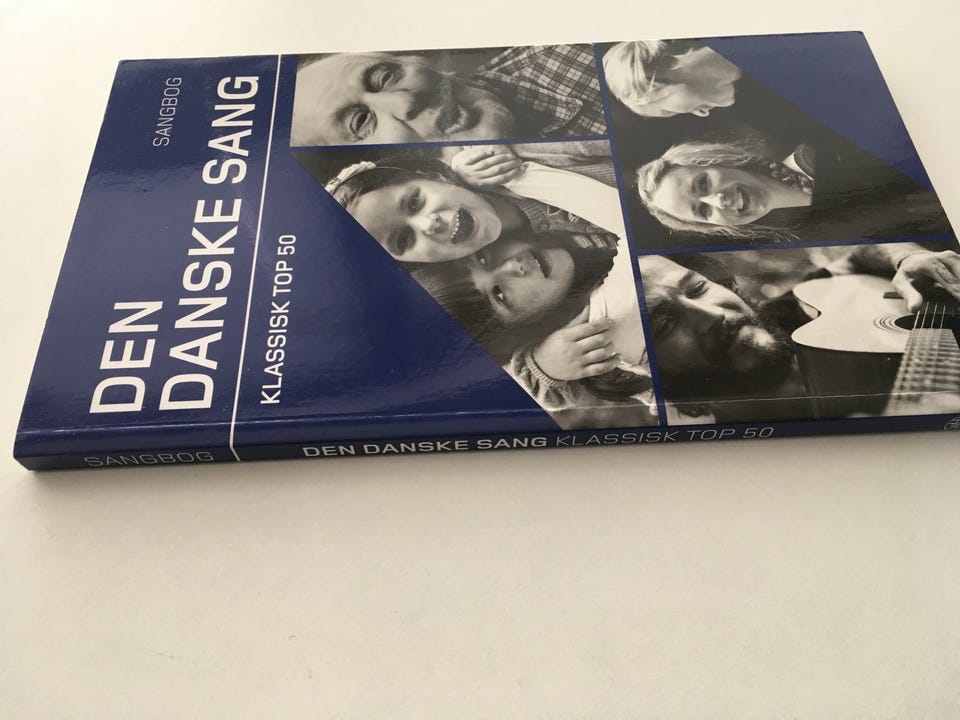 SANGBOG
DEN
DANSKE SANG
KLASSISK TOP 50
SANGBOG
DEN DANSKE SANG KLASSISK TOP 50